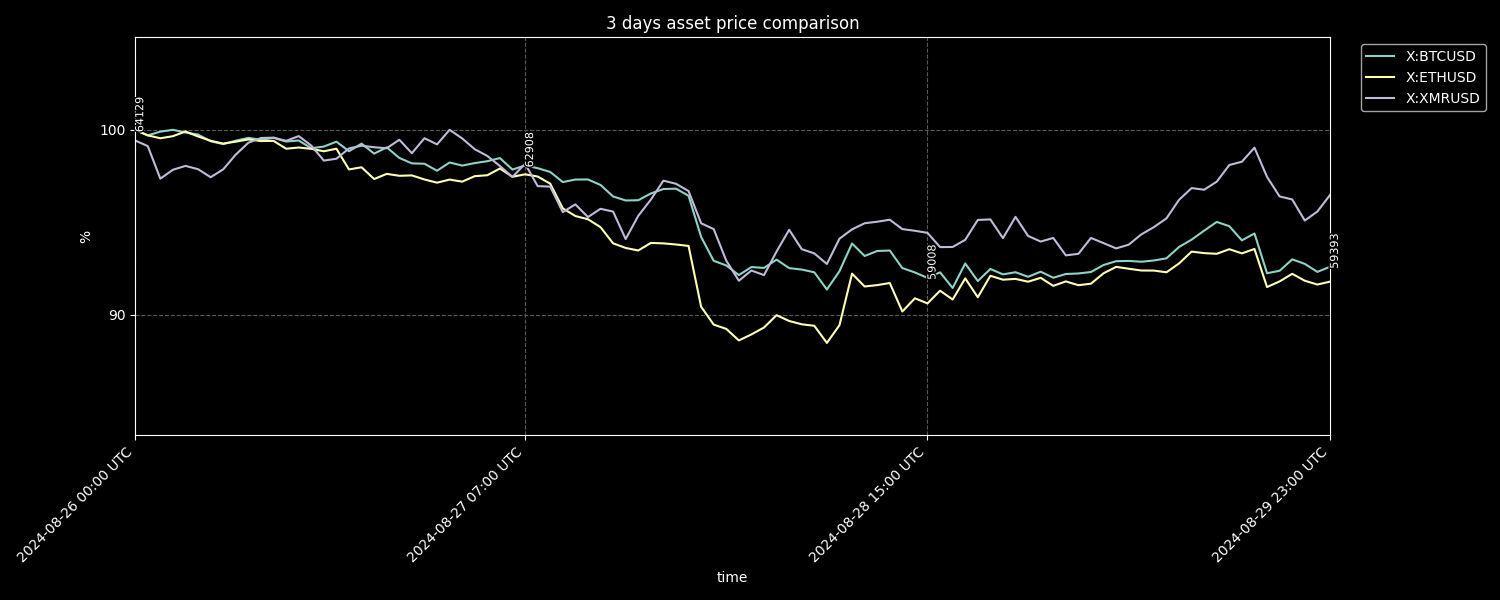 3 days asset price comparison
X:BTCUSD
X:ETHUSD
X:XMRUSD
64129
62908
59008
59393
100
90
%
2024-08-26 00:00 UTC
2024-08-27 07:00 UTC
2024-08-28 15:00 UTC
2024-08-29 23:00 UTC
time